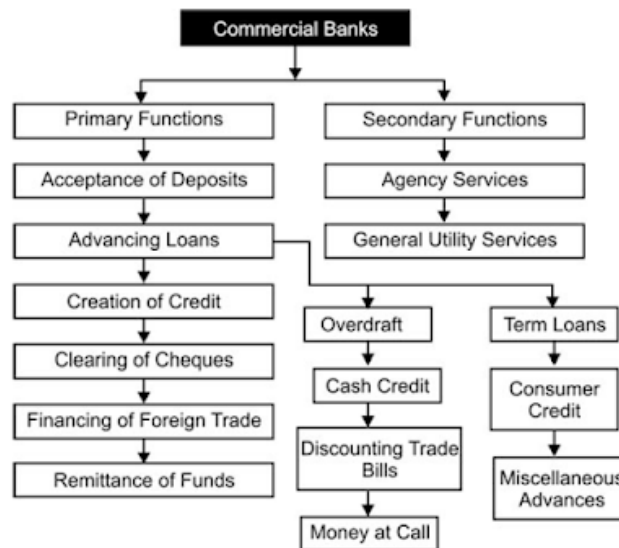 Commercial Banks
Primary Functions
Secondary Functions
Acceptance of Deposits
Agency Services
Advancing Loans
General Utility Services
Creation of Credit
Overdraft
Term Loans
Clearing of Cheques
Cash Credit
Consumer
Credit
Financing of Foreign Trade
Discounting Trade
Bills
Remittance of Funds
Miscellaneous
Advances
Money at Call